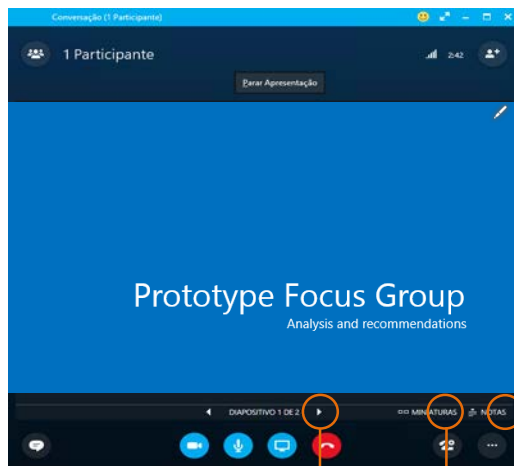 Conversação (1 Participante)
1 Participante
2:42
Parar Apresentação
Prototype Focus Group
Analysis and recommendations
DIAPOSITIVO 1 DE 2
MINIATURAS
NOTAS